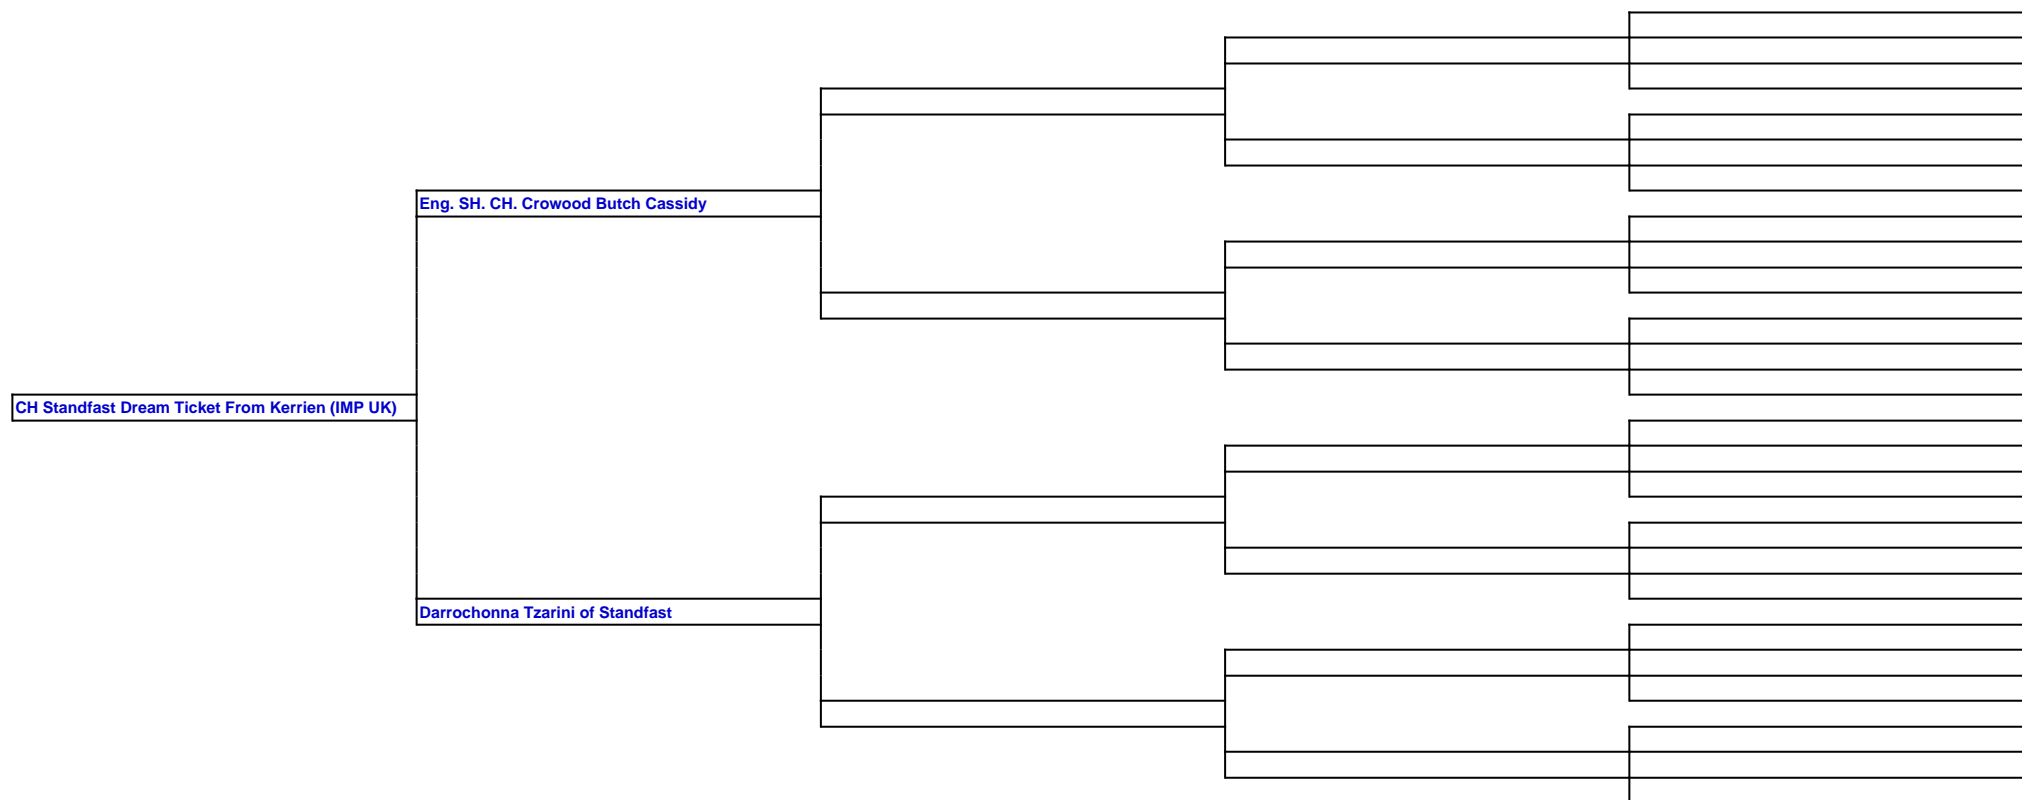 Eng. SH. CH. Crowood Butch Cassidy
CH Standfast Dream Ticket From Kerrien (IMP UK)
Darrochonna Tzarini of Standfast